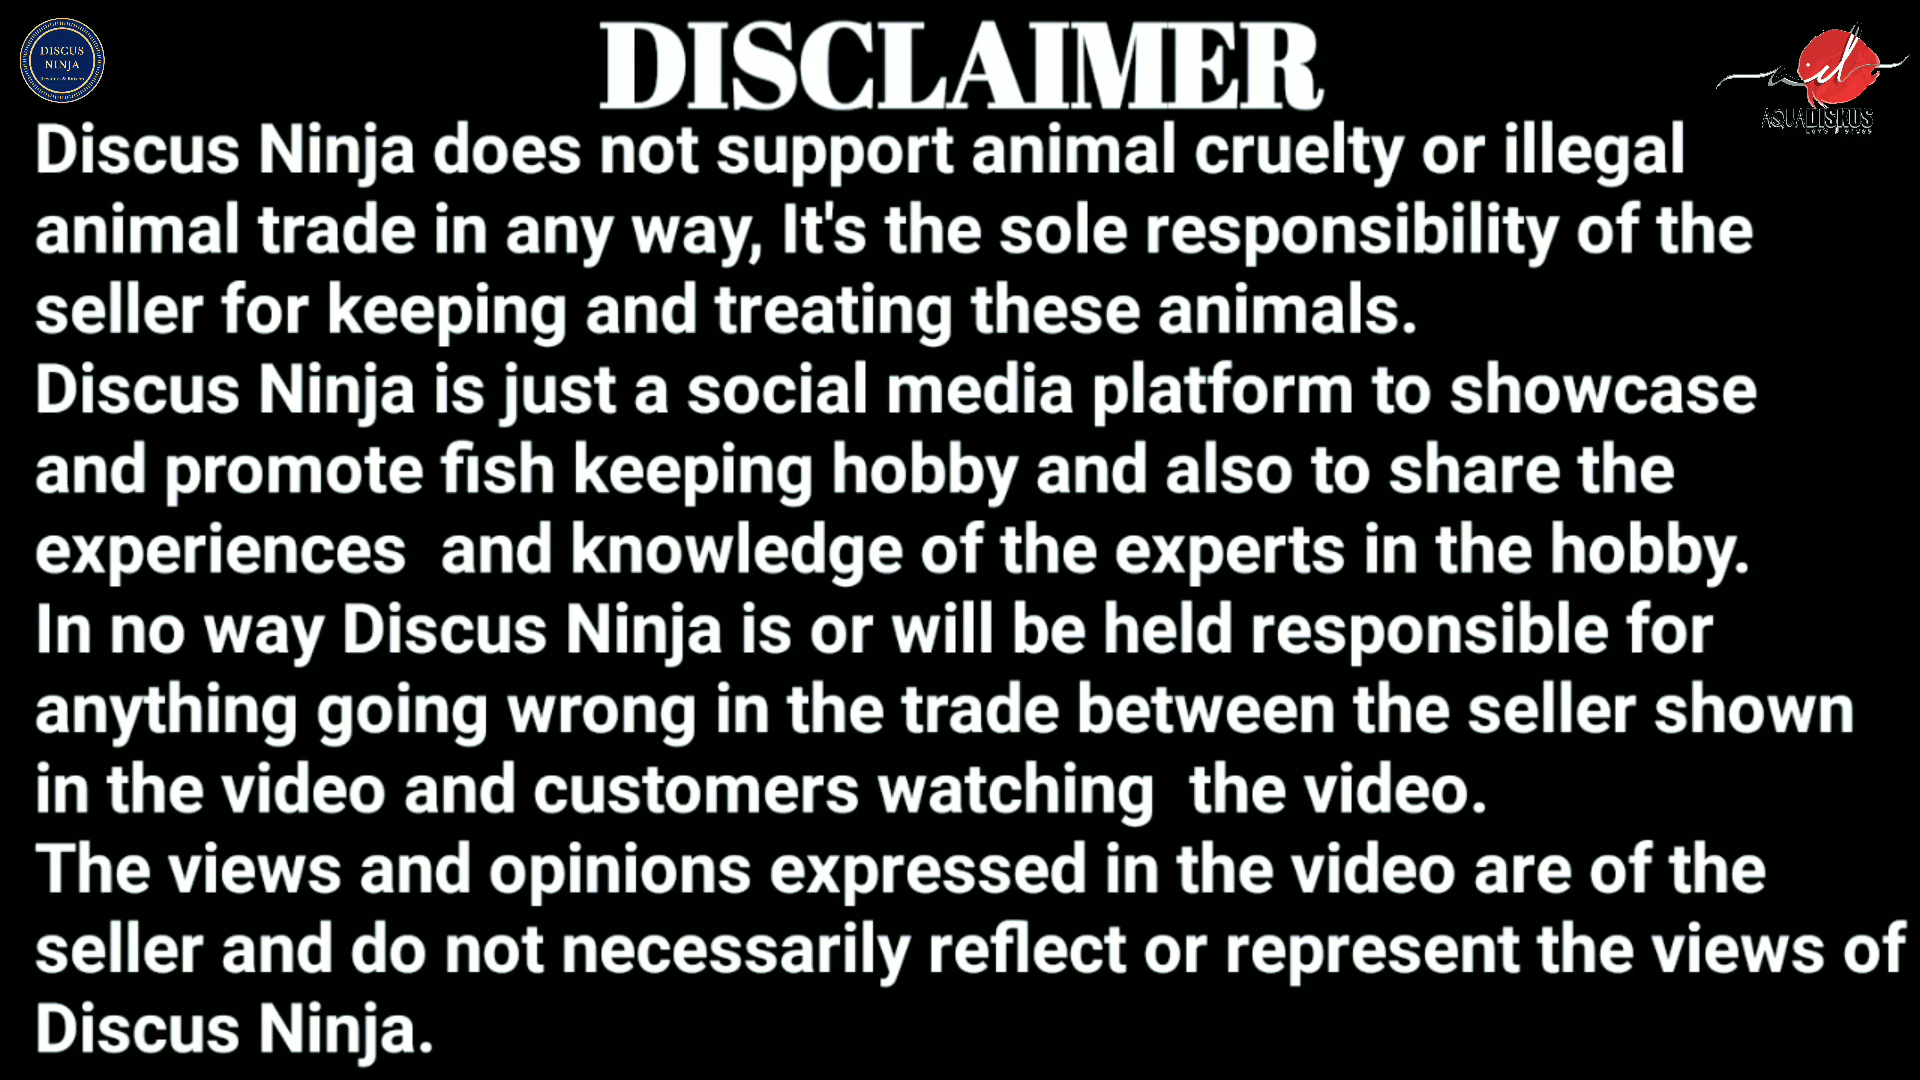 DISCUS
NINJA
DISCLAIMER
AQUADISKUS
Discus Ninja does not support animal cruelty or illegal
animal trade in any way, It's the sole responsibility of the
seller for keeping and treating these animals.
Discus Ninja is just a social media platform to showcase
and promote fish keeping hobby and also to share the
experiences  and knowledge of the experts in the hobby.
In no way Discus Ninja is or will be held responsible for
anything going wrong in the trade between the seller shown
in the video and customers watching  the video.
The views and opinions expressed in the video are of the
seller and do not necessarily reflect or represent the views of
Discus Ninja.